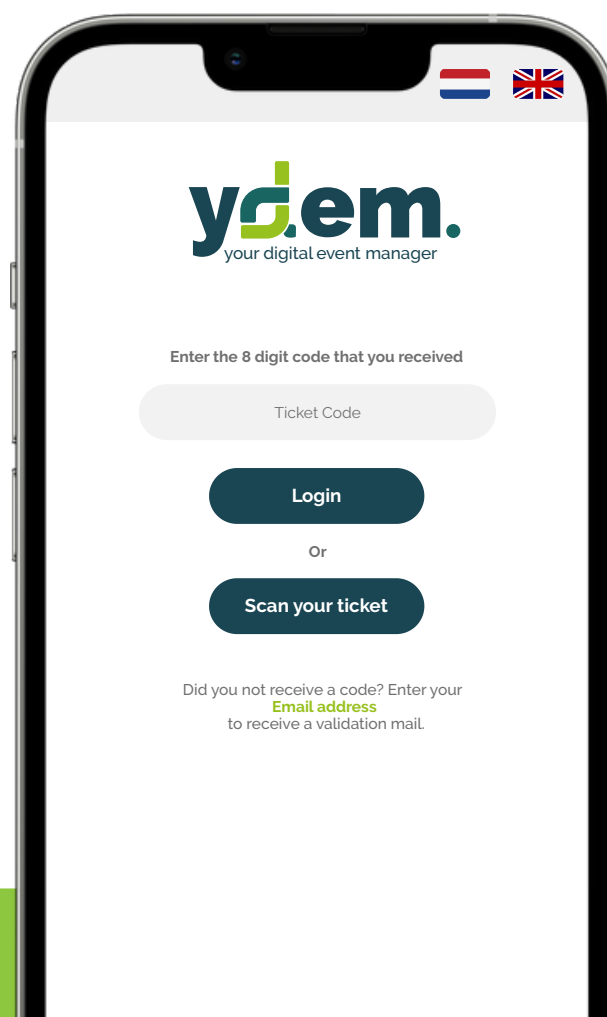 ydem.
your digital event manager
Enter the 8 digit code that you received
Ticket Code
Login
Or
Scan your ticket
Did you not receive a code? Enter your
Email address
to receive a validation mail.